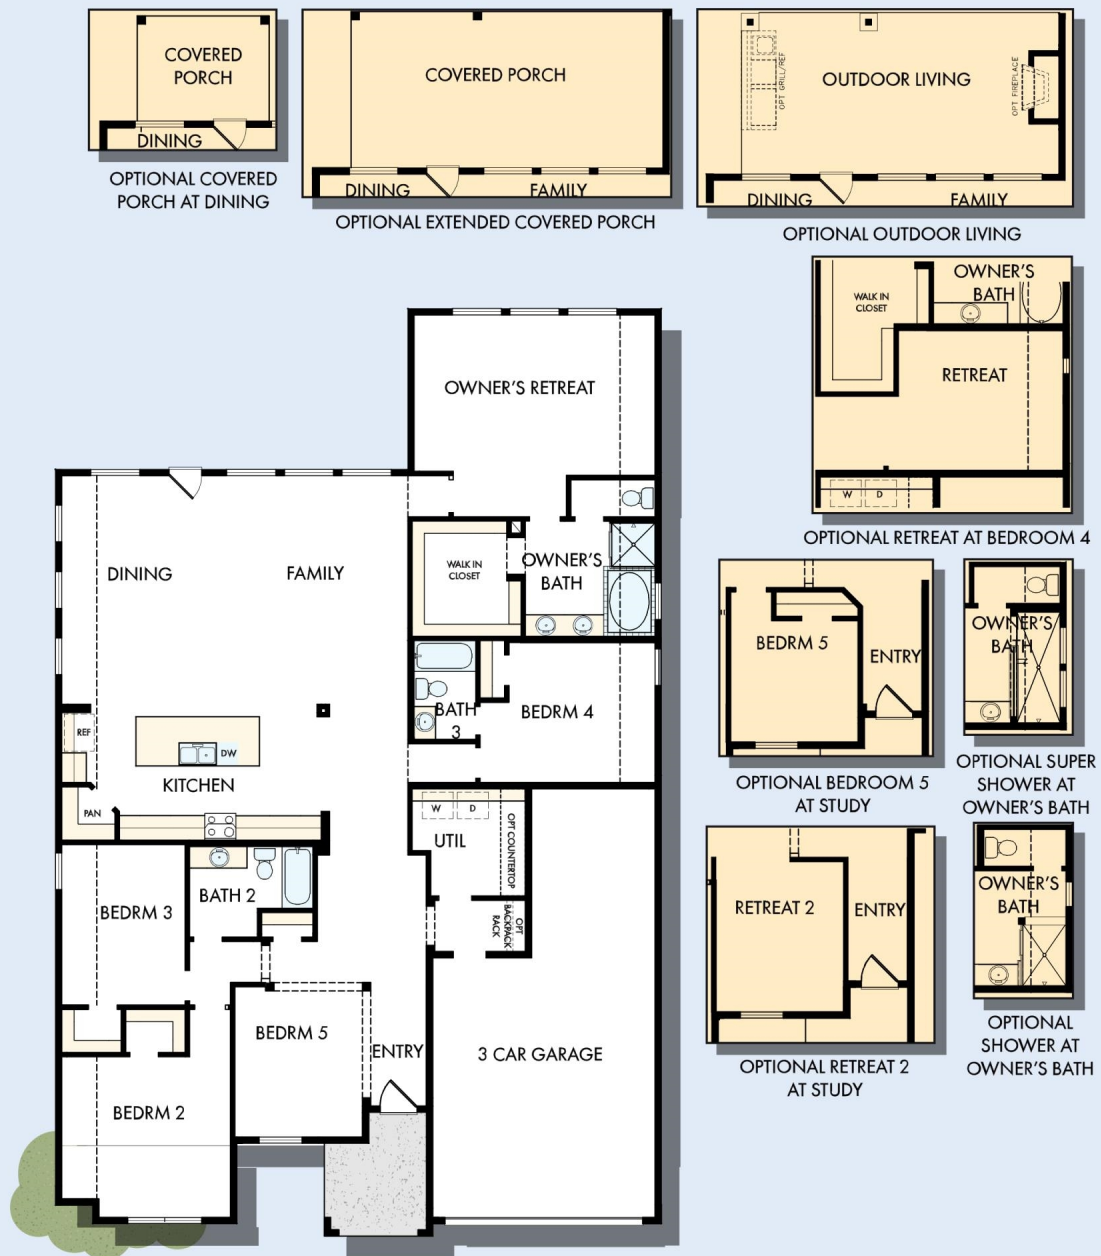 COVERED
PORCH
DINING
OPTIONAL COVERED
PORCH AT DINING
COVERED PORCH
DINING
FAMILY
OPTIONAL EXTENDED COVERED PORCH
OPT GRILL/REF
OUTDOOR LIVING
OPT FIREPLACE
DINING
FAMILY
OPTIONAL OUTDOOR LIVING
WALK IN
CLOSET
OWNER'S
BATH
RETREAT
W
D
OPTIONAL RETREAT AT BEDROOM 4
OWNER'S RETREAT
DINING
FAMILY
WALK IN
CLOSET
OWNER'S
BATH
BATH
3
BEDRM 4
REF
DW
KITCHEN
PAN
W
D
UTIL
OPT COUNTERTOP
OPT
BACKPACK
RACK
BEDRM 3
BATH 2
BEDRM 5
ENTRY
3 CAR GARAGE
BEDRM 2
BEDRM 5
ENTRY
OPTIONAL BEDROOM 5
AT STUDY
OWNER'S
BATH
OPTIONAL SUPER
SHOWER AT
OWNER'S BATH
RETREAT 2
ENTRY
OPTIONAL RETREAT 2
AT STUDY
OWNER'S
BATH
OPTIONAL
SHOWER AT
OWNER'S BATH